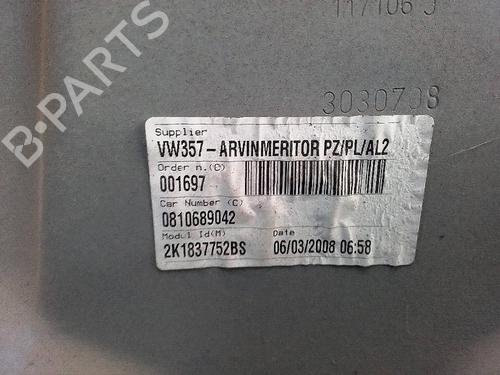 117106 J
3030708
B-PARTS
Supplier
VW357-ARVINMERITOR PZ/PL/AL2
Order n.(O)
001697
Car Number (C)
0810689042
Modul Id(M) Date
2K1837752BS 06/03/2008 06:58